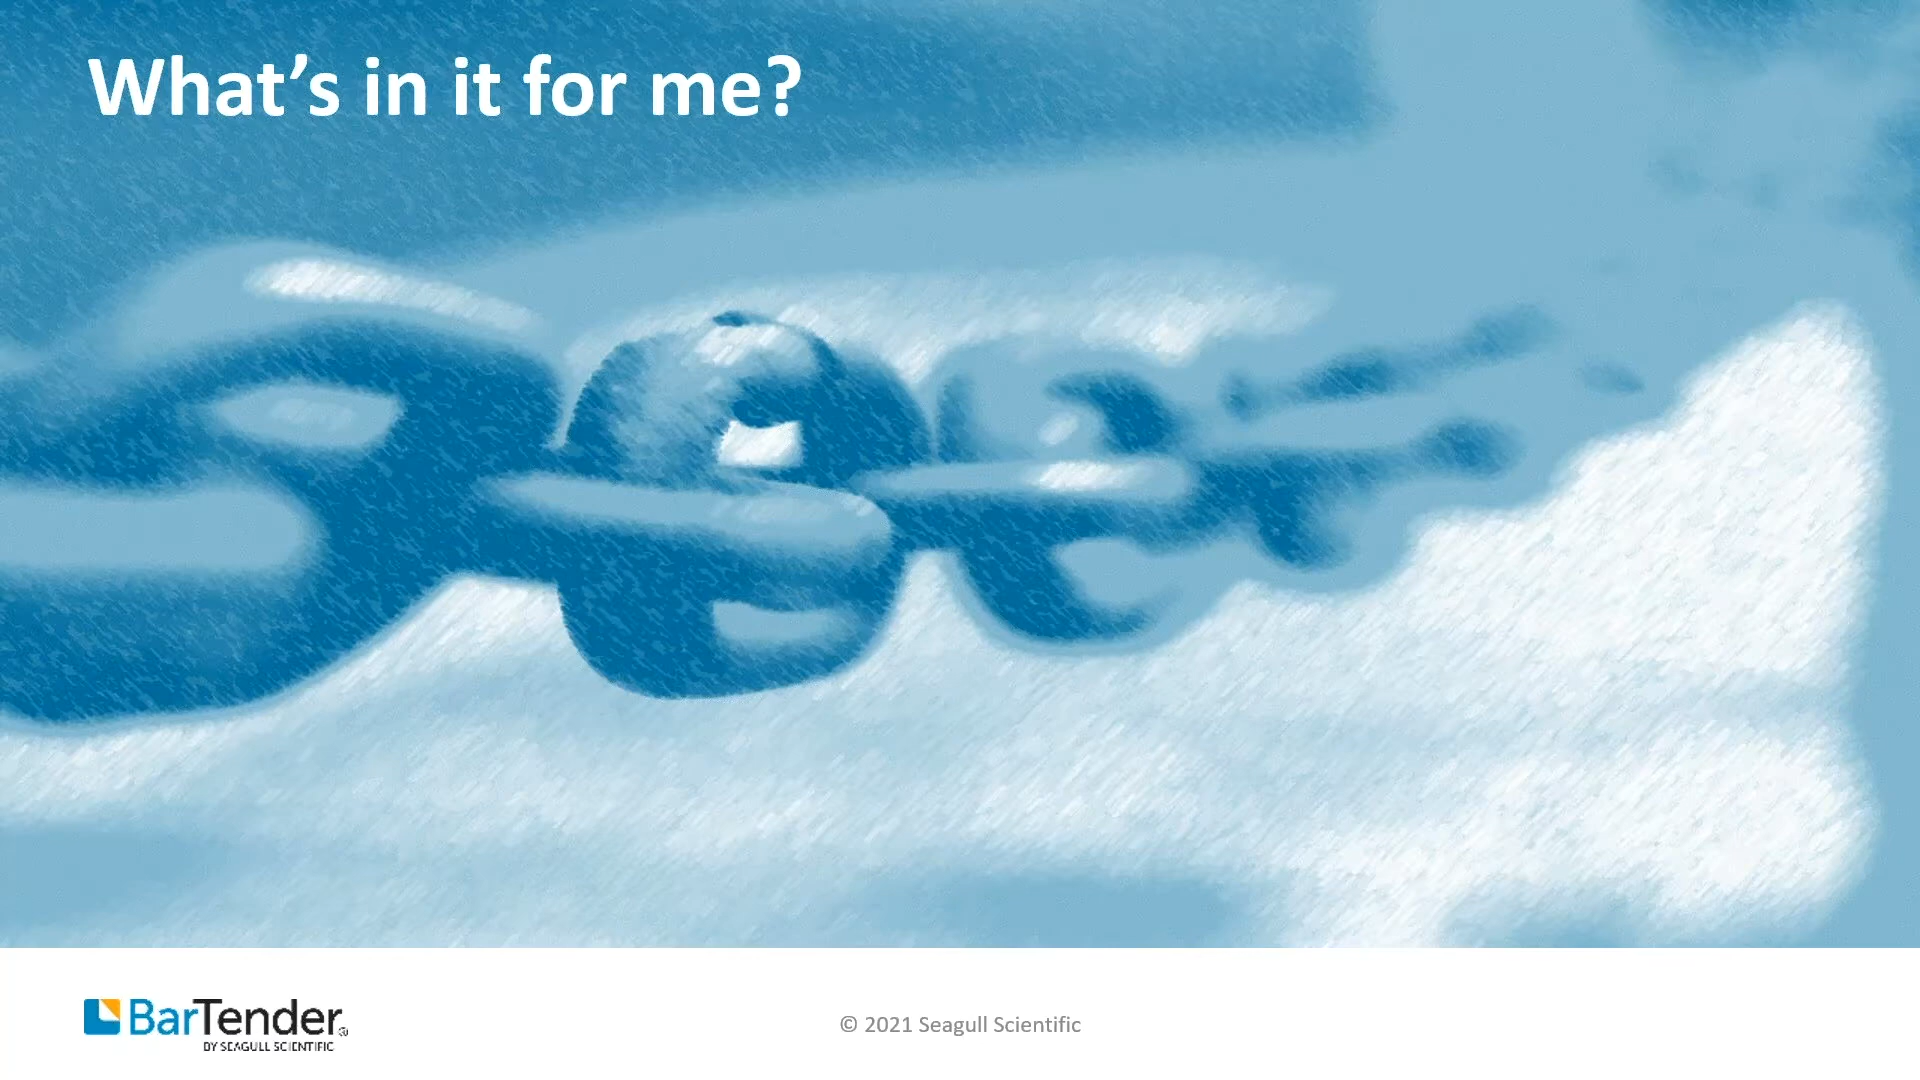 What’s in it for me?
BarTender®
BY SEAGULL SCIENTIFIC
© 2021 Seagull Scientific